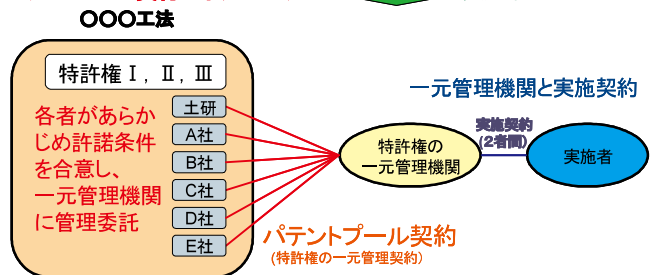 〇〇〇工法
特許権Ⅰ，Ⅱ，Ⅲ
各者があらか
じめ許諾条件
を合意し、
一元管理機関
に管理委託
土研
A社
B社
C社
D社
E社
特許権の
一元管理機関
一元管理機関と実施契約
実施契約
(2者間)
実施者
パテントプール契約
(特許権の一元管理契約)